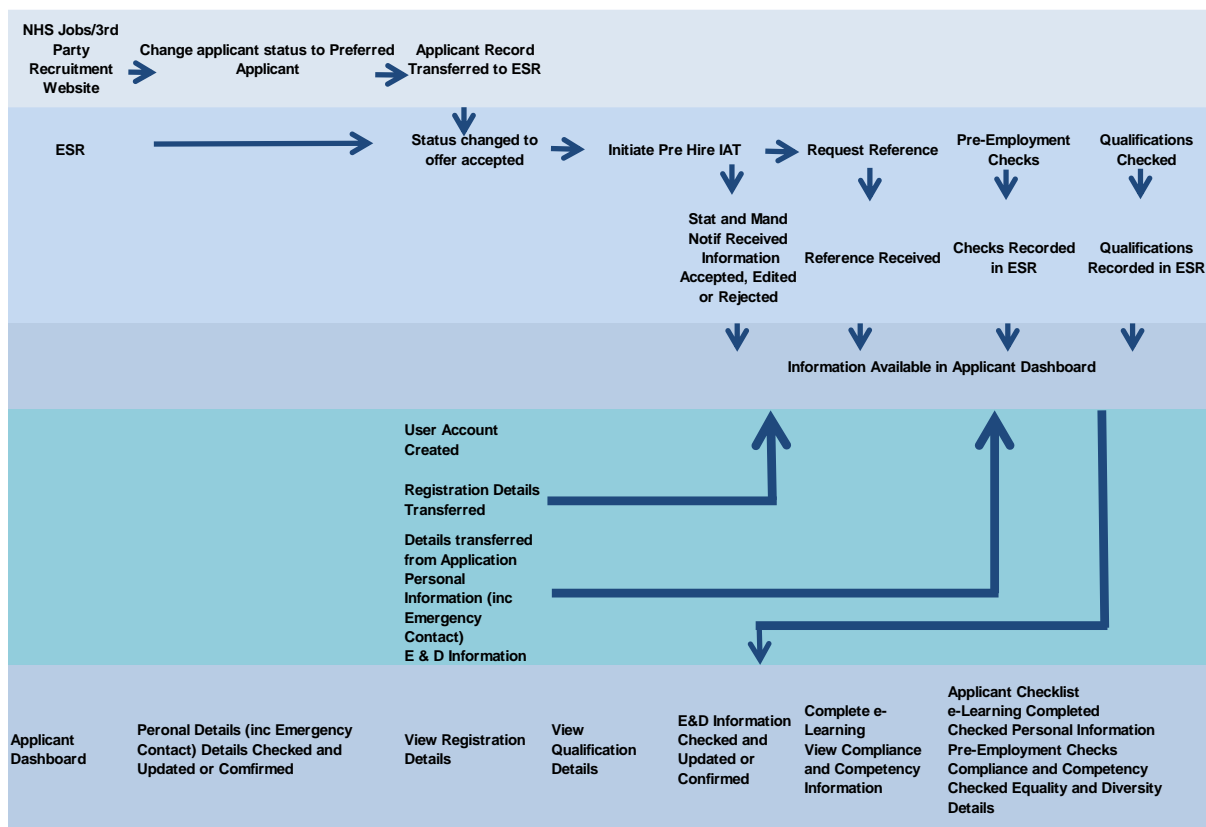 NHS Jobs/3rd
Party
Recruitment
Website
Change applicant status to Preferred
Applicant
Applicant Record
Transferred to ESR
ESR
Status changed to
offer accepted
Initiate Pre Hire IAT
Request Reference
Pre-Employment
Checks
Qualifications
Checked
Stat and Mand
Notif Received
Information
Accepted, Edited
or Rejected
Reference Received
Checks Recorded
in ESR
Qualifications
Recorded in ESR
Information Available in Applicant Dashboard
User Account
Created
Registration Details
Transferred
Details transferred
from Application
Personal
Information (inc
Emergency
Contact)
E & D Information
Applicant
Dashboard
Peronal Details (inc Emergency
Contact) Details Checked and
Updated or Comfirmed
View Registration
Details
View
Qualification
Details
E&D Information
Checked and
Updated or
Confirmed
Complete e-
Learning
View Compliance
and Competency
Information
Applicant Checklist
e-Learning Completed
Checked Personal Information
Pre-Employment Checks
Compliance and Competency
Checked Equality and Diversity
Details